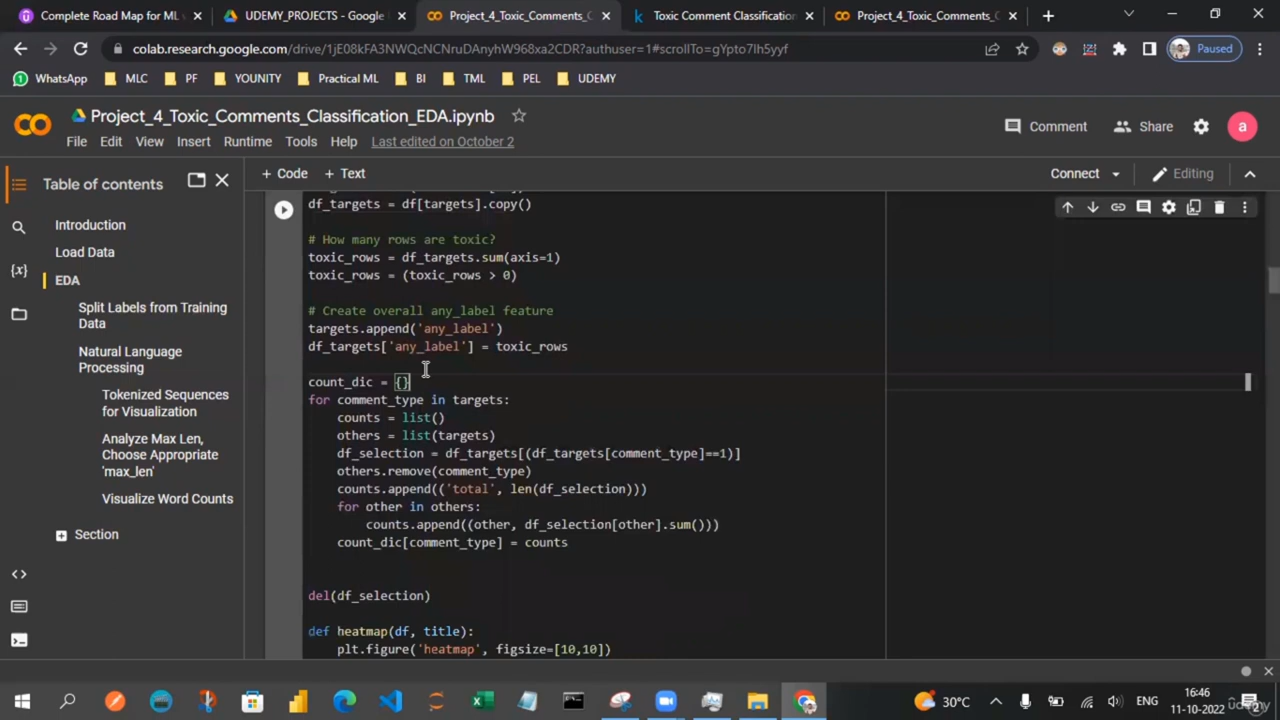 Complete Road Map for ML v
UDEMY_PROJECTS - Google
Project_4_Toxic_Comments_C
Toxic Comment Classification
Project_4_Toxic_Comments_C
colab.research.google.com/drive/1jE08kFA3NWQcNCNruDAnyhW968xa2CDR?authuser=1#scrollTo=gYpto7lh5yyf
Paused
WhatsApp
MLC
PF
YOUNITY
Practical ML
BI
TML
PEL
UDEMY
Project_4_Toxic_Comments_Classification_EDA.ipynb
Comment
Share
a
File Edit View Insert Runtime Tools Help Last edited on October 2
Table of contents
+ Code + Text
Connect
Editing
Introduction
Load Data
EDA
Split Labels from Training
Data
Natural Language
Processing
Tokenized Sequences
for Visualization
Analyze Max Len,
Choose Appropriate
'max_len'
Visualize Word Counts
Section
{x}
df_targets = df[targets].copy()
# How many rows are toxic?
toxic_rows = df_targets.sum(axis=1)
toxic_rows = (toxic_rows > 0)
# Create overall any_label feature
targets.append('any_label')
df_targets['any_label'] = toxic_rows
count_dic = {}
for comment_type in targets:
counts = list()
others = list(targets)
df_selection = df_targets[(df_targets[comment_type]==1)]
others.remove(comment_type)
counts.append(('total', len(df_selection)))
for other in others:
counts.append((other, df_selection[other].sum()))
count_dic[comment_type] = counts
del(df_selection)
def heatmap(df, title):
plt.figure('heatmap', figsize=[10,10])
30°C
ENG
16:46
11-10-2022